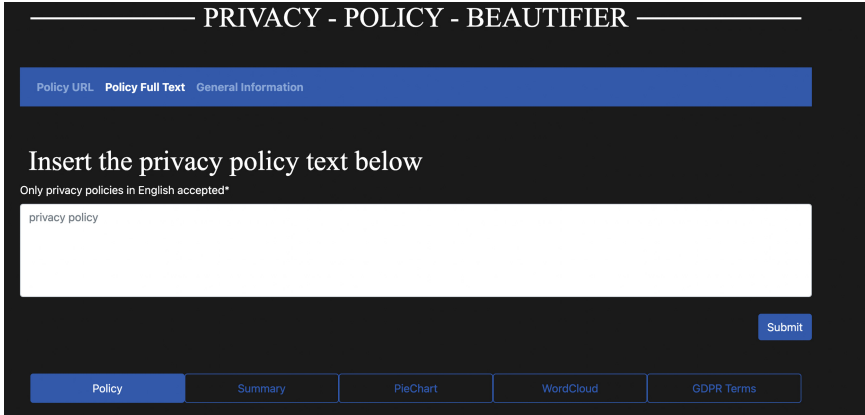 PRIVACY - POLICY - BEAUTIFIER
Policy URL Policy Full Text General Information
Insert the privacy policy text below
Only privacy policies in English accepted*
privacy policy
Submit
Policy Summary PieChart WordCloud GDPR Terms